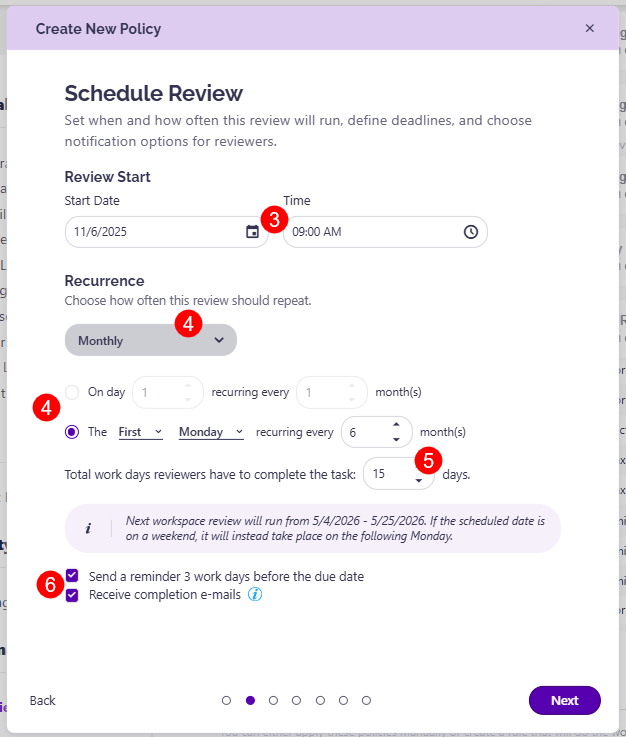 Create New Policy
Schedule Review
Set when and how often this review will run, define deadlines, and choose
notification options for reviewers.
Review Start
Start Date Time
11/6/2025 3 09:00 AM
Recurrence
Choose how often this review should repeat.
4
Monthly
On day 1 recurring every 1 month(s)
4
The First Monday recurring every 6 month(s)
5
Total work days reviewers have to complete the task: 15 days.
i Next workspace review will run from 5/4/2026 - 5/25/2026. If the scheduled date is
on a weekend, it will instead take place on the following Monday.
6 Send a reminder 3 work days before the due date
Receive completion e-mails i
Back Next